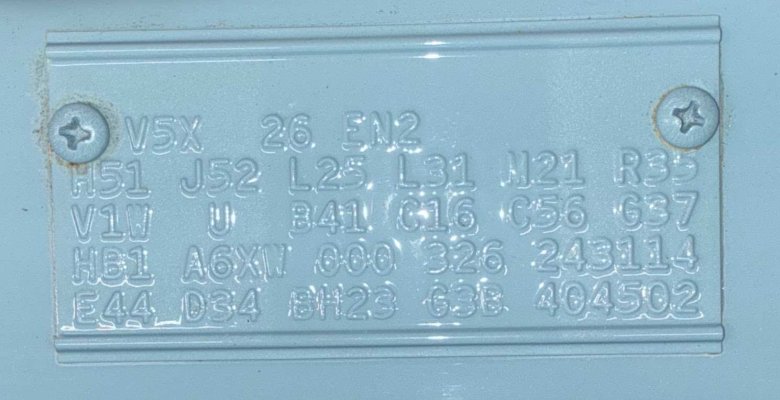 V5X 26 EN2
H51 J52 L25 L31 M21 R35
V1W U B41 C16 C56 G37
HB1 A6XW 000 326 243114
E44 D34 BH23 G3B 404502